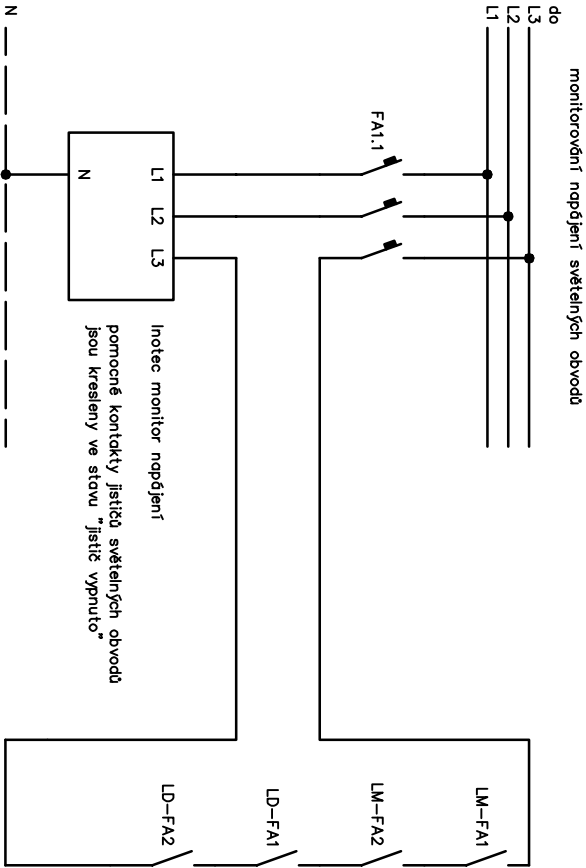 monitorování napájení světelných obvodů
do
L3
L2
L1
FA1.1
L1
L2
L3
N
N
Inotec monitor napájení
pomocné kontakty jističů světelných obvodů
jsou kresleny ve stavu "jistič vypnuto"
LM-FA1
LM-FA2
LD-FA1
LD-FA2